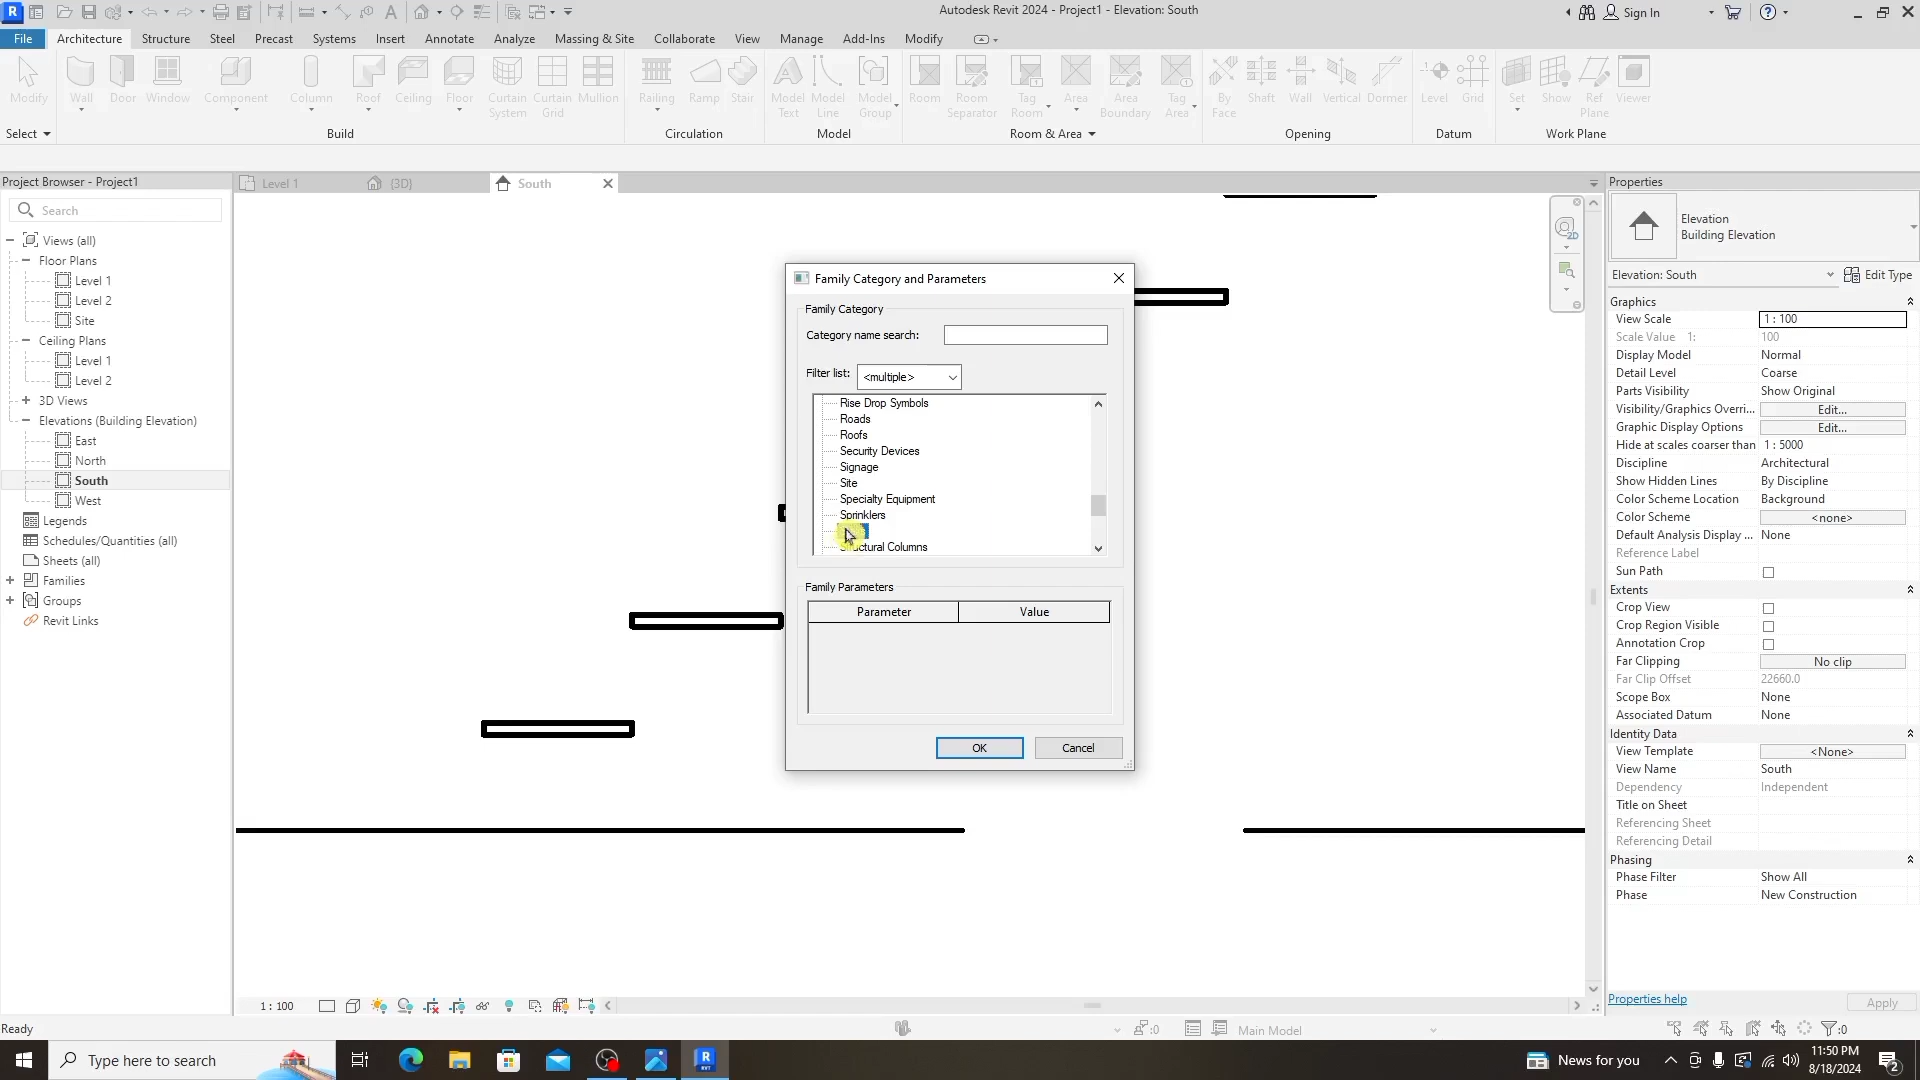 Autodesk Revit 2024 - Project1 - Elevation: South
Sign In
File Architecture Structure Steel Precast Systems Insert Annotate Analyze Massing & Site Collaborate View Manage Add-Ins Modify
Modify Wall Door Window Component Column Roof Ceiling Floor Curtain System Curtain Grid Mullion Railing Ramp Stair Model Text Model Line Model Group Room Room Separator Tag Room Area Area Boundary Tag Area By Face Shaft Wall Vertical Dormer Level Grid Set Show Ref Plane Viewer
Select Build Circulation Model Room & Area Opening Datum Work Plane
Project Browser - Project1
Search
Views (all)
Floor Plans
Level 1
Level 2
Site
Ceiling Plans
Level 1
Level 2
3D Views
Elevations (Building Elevation)
East
North
South
West
Legends
Schedules/Quantities (all)
Sheets (all)
Families
Groups
Revit Links
Level 1 {3D} South
2D
Family Category and Parameters
Family Category
Category name search:
Filter list: <multiple>
Rise Drop Symbols
Roads
Roofs
Security Devices
Signage
Site
Specialty Equipment
Sprinklers
Structural Columns
Family Parameters
Parameter Value
OK Cancel
Properties
Elevation
Building Elevation
Elevation: South Edit Type
Graphics
View Scale 1 : 100
Scale Value 1: 100
Display Model Normal
Detail Level Coarse
Parts Visibility Show Original
Visibility/Graphics Overri... Edit...
Graphic Display Options Edit...
Hide at scales coarser than 1 : 5000
Discipline Architectural
Show Hidden Lines By Discipline
Color Scheme Location Background
Color Scheme <none>
Default Analysis Display ... None
Reference Label
Sun Path
Extents
Crop View
Crop Region Visible
Annotation Crop
Far Clipping No clip
Far Clip Offset 22660.0
Scope Box None
Associated Datum None
Identity Data
View Template <None>
View Name South
Dependency Independent
Title on Sheet
Referencing Sheet
Referencing Detail
Phasing
Phase Filter Show All
Phase New Construction
Properties help Apply
1 : 100
Ready
:0 Main Model :0
Type here to search
News for you
11:50 PM
8/18/2024
2